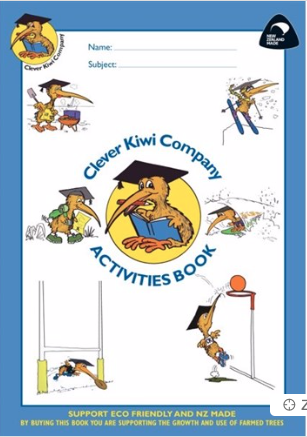 Clever Kiwi Company
Name:
NEW
ZEALAND
MADE
Subject:
Clever Kiwi Company
ACTIVITIES BOOK
SUPPORT ECO FRIENDLY AND NZ MADE
BY BUYING THIS BOOK YOU ARE SUPPORTING THE GROWTH AND USE OF FARMED TREES